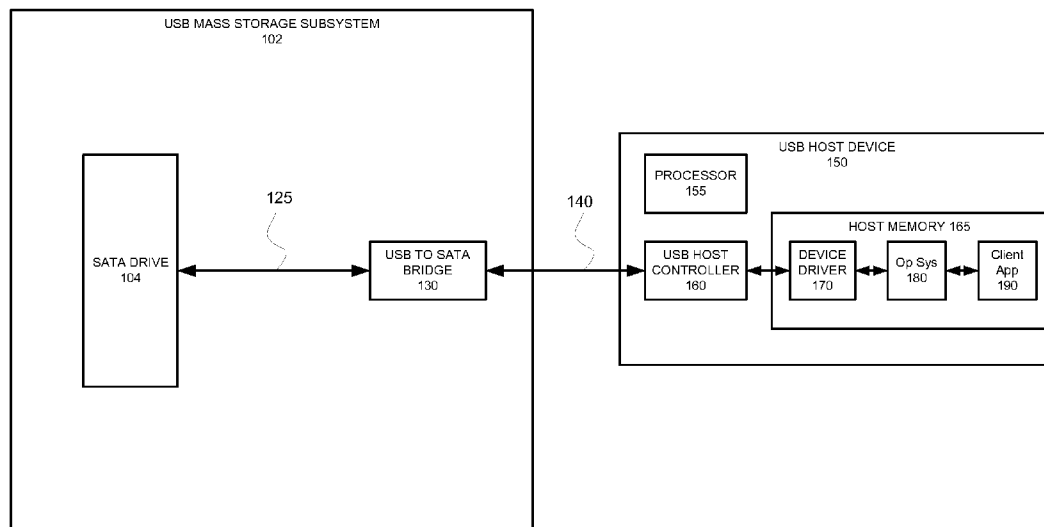 USB MASS STORAGE SUBSYSTEM
102
SATA DRIVE
104
125
USB TO SATA
BRIDGE
130
140
USB HOST DEVICE
150
PROCESSOR
155
USB HOST
CONTROLLER
160
HOST MEMORY 165
DEVICE
DRIVER
170
Op Sys
180
Client
App
190